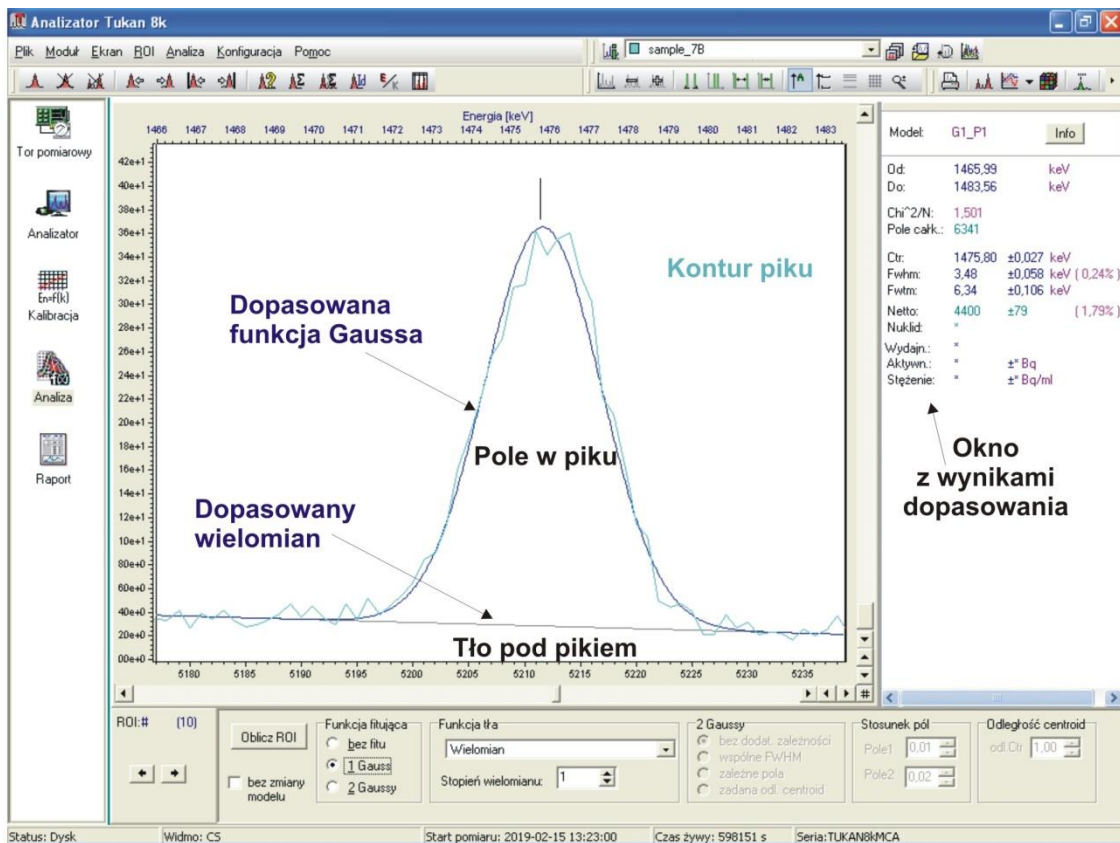 Analizator Tukan 8k
Plik Moduł Ekran ROI Analiza Konfiguracja Pomoc
sample_7B
Tor pomiarowy
Analizator
En=f(k)
Kalibracja
Analiza
Raport
Energia [keV]
1466 1467 1468 1469 1470 1471 1472 1473 1474 1475 1476 1477 1478 1479 1480 1481 1482 1483
42e+1
40e+1
38e+1
36e+1
34e+1
32e+1
30e+1
28e+1
26e+1
24e+1
22e+1
20e+1
18e+1
16e+1
14e+1
12e+1
10e+1
80e+0
60e+0
40e+0
20e+0
00e+0
Kontur piku
Dopasowana
funkcja Gaussa
Pole w piku
Dopasowany
wielomian
Tło pod pikiem
5180 5185 5190 5195 5200 5205 5210 5215 5220 5225 5230 5235
Model: G1_P1 Info
Od: 1465,99 keV
Do: 1483,56 keV
Chi^2/N: 1,501
Pole całk.: 6341
Ctr: 1475,80 ±0,027 keV
Fwhm: 3,48 ±0,058 keV ( 0,24%)
Fwtm: 6,34 ±0,106 keV
Netto: 4400 ±79 ( 1,79%)
Nuklid: *
Wydajn.: *
Aktywn.: * ±* Bq
Stężenie: * ±* Bq/ml
Okno
z wynikami
dopasowania
ROI:# (10)
Oblicz ROI
bez zmiany
modelu
Funkcja fitująca
bez fitu
1 Gauss
2 Gaussy
Funkcja tła
Wielomian
Stopień wielomianu: 1
2 Gaussy
bez dodat. zależności
wspólne FWHM
zależne pola
zadana odl. centroid
Stosunek pól
Pole1 0,01
Pole2 0,02
Odległość centroid
odl.Ctr 1,00
Status: Dysk Widmo: CS Start pomiaru: 2019-02-15 13:23:00 Czas żywy: 598151 s Seria:TUKAN8kMCA